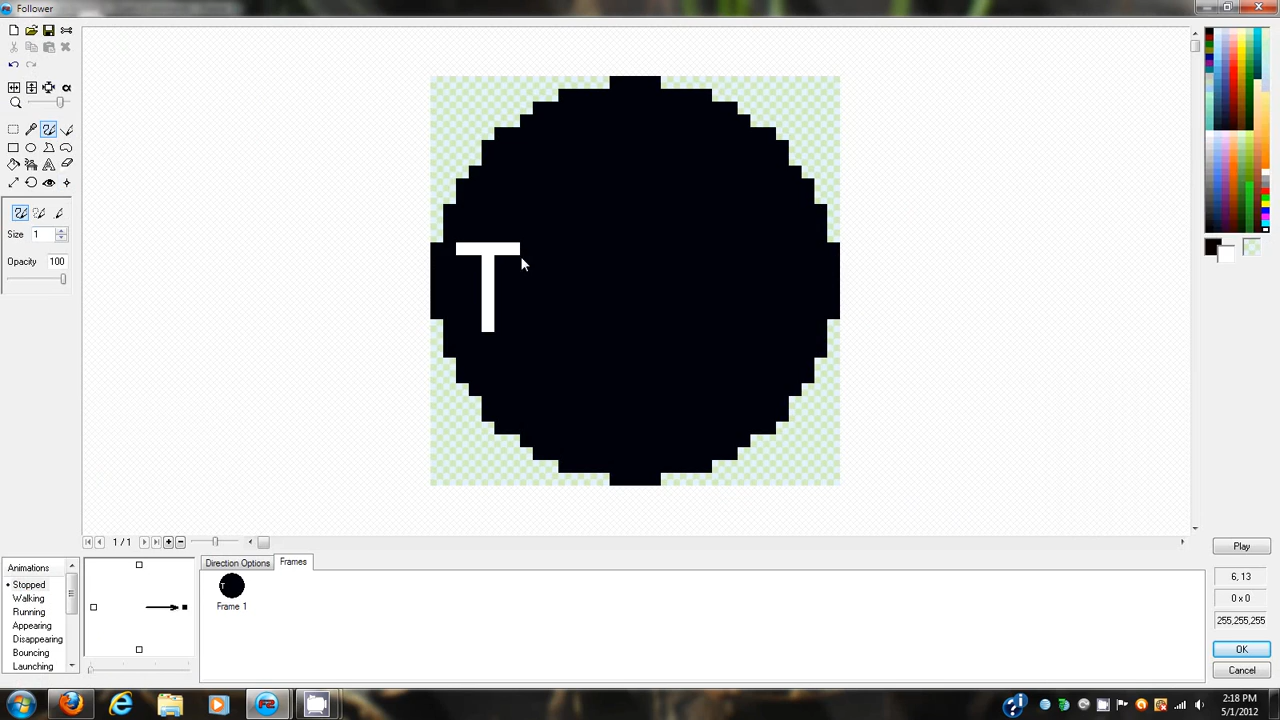 Follower
T
Size 1
Opacity 100
1 / 1
Direction Options Frames
Frame 1
Animations
Stopped
Walking
Running
Appearing
Disappearing
Bouncing
Launching
Play
6, 13
0 x 0
255,255,255
OK
Cancel
2:18 PM
5/1/2012